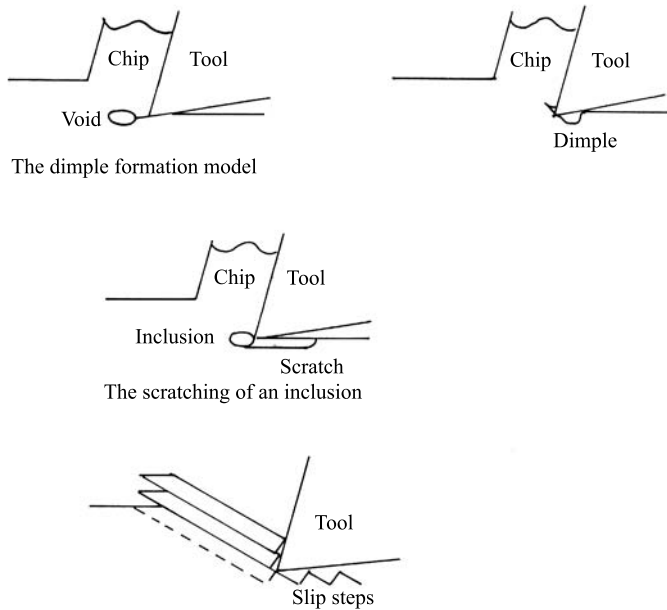 Chip
Tool
Void
The dimple formation model
Chip
Tool
Dimple
Chip
Tool
Inclusion
Scratch
The scratching of an inclusion
Tool
Slip steps